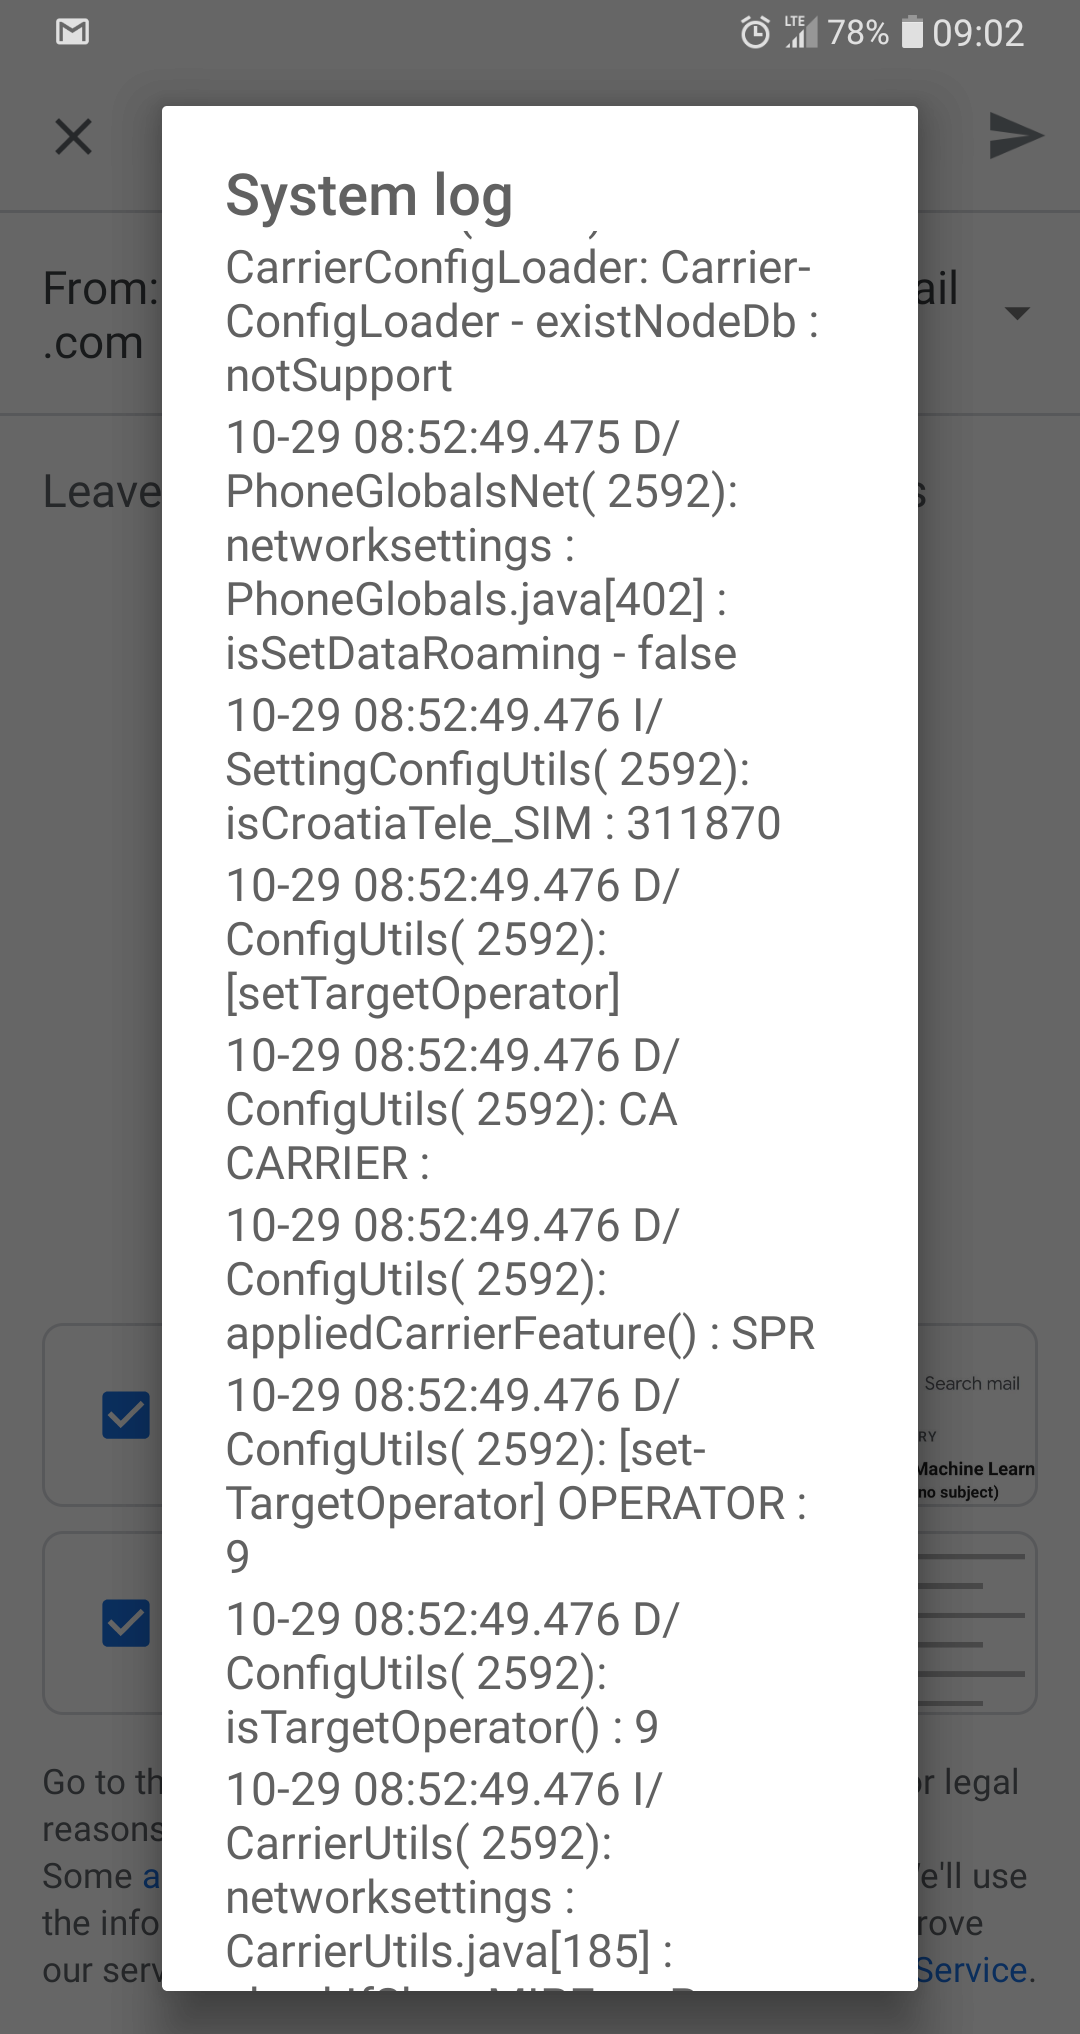 LTE 78% 09:02
System log
From: ail
.com
CarrierConfigLoader: Carrier-
ConfigLoader - existNodeDb :
notSupport
10-29 08:52:49.475 D/
PhoneGlobalsNet( 2592):
networksettings :
PhoneGlobals.java[402] :
isSetDataRoaming - false
10-29 08:52:49.476 I/
SettingConfigUtils( 2592):
isCroatiaTele_SIM : 311870
10-29 08:52:49.476 D/
ConfigUtils( 2592):
[setTargetOperator]
10-29 08:52:49.476 D/
ConfigUtils( 2592): CA
CARRIER :
10-29 08:52:49.476 D/
ConfigUtils( 2592):
appliedCarrierFeature() : SPR
10-29 08:52:49.476 D/
ConfigUtils( 2592): [set-
TargetOperator] OPERATOR :
9
10-29 08:52:49.476 D/
ConfigUtils( 2592):
isTargetOperator() : 9
10-29 08:52:49.476 I/
CarrierUtils( 2592):
networksettings :
CarrierUtils.java[185] :
Leave s
Search mail
RY
Machine Learn
no subject)
Go to th or legal
reasons
Some a e'll use
the info rove
our serv Service.